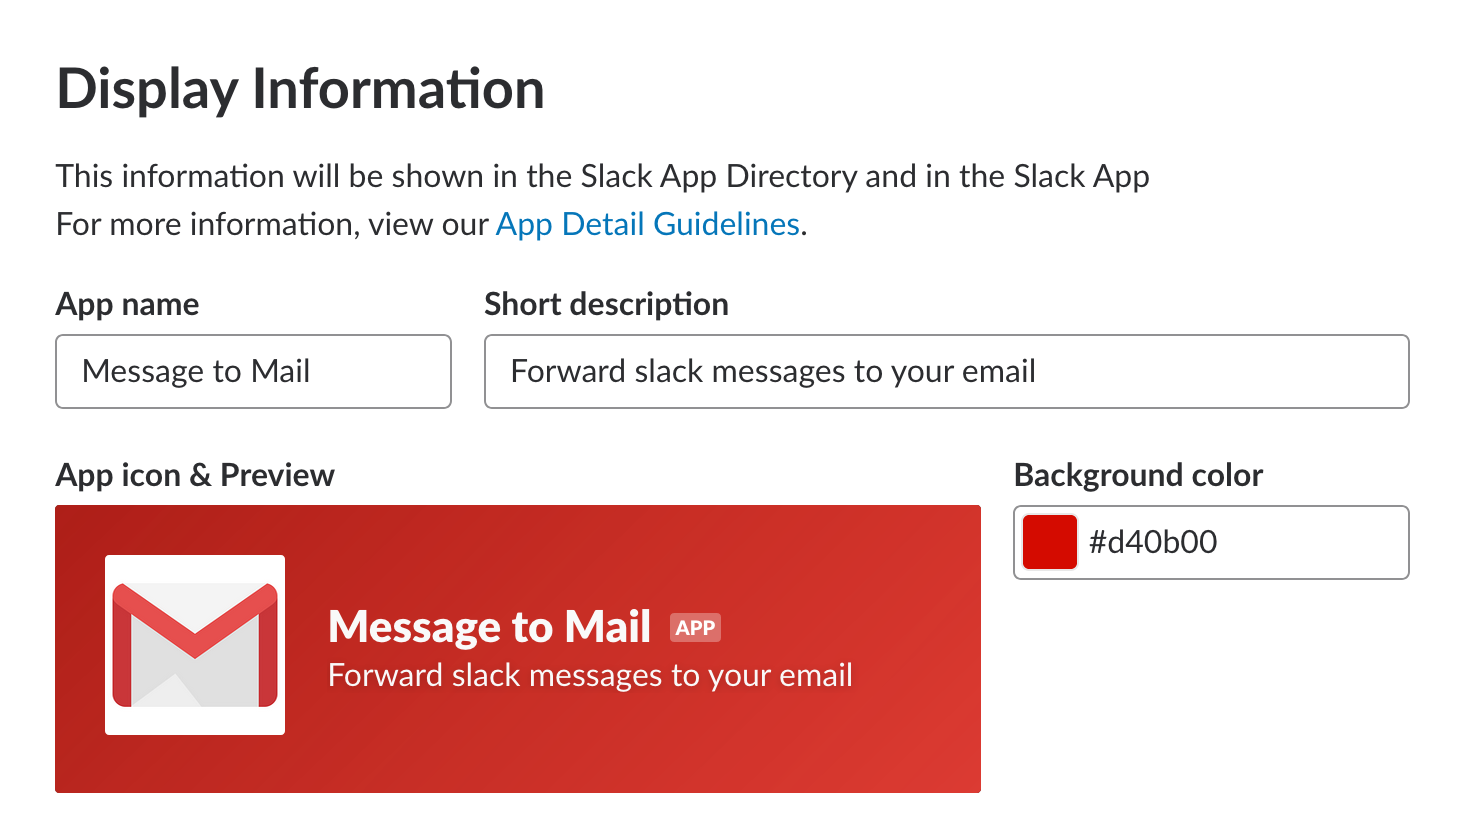 Display Information
This information will be shown in the Slack App Directory and in the Slack App
For more information, view our App Detail Guidelines.
App name
Short description
Message to Mail
Forward slack messages to your email
App icon & Preview
Background color
#d40b00
Message to Mail APP
Forward slack messages to your email